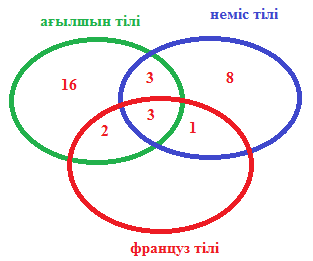 неміс тілі
ағылшын тілі
16
3
8
3
2
1
француз тілі